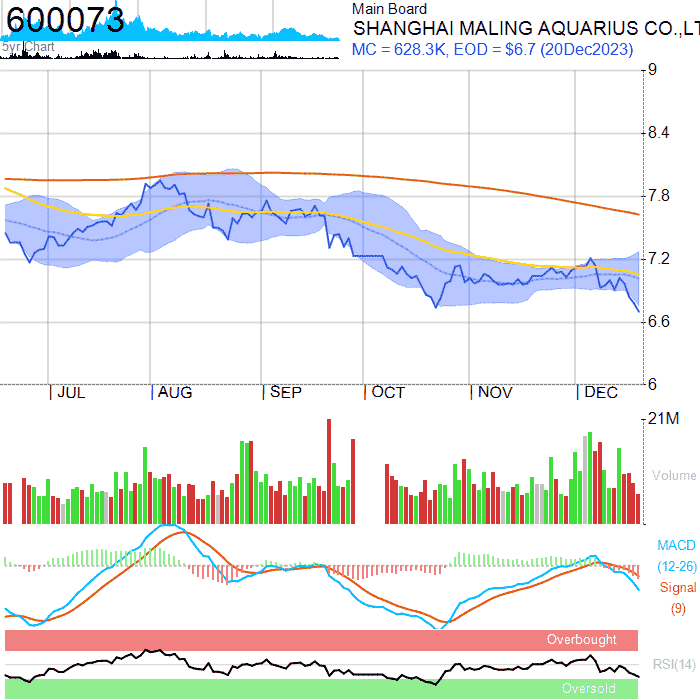 600073
5yr Chart
Main Board
SHANGHAI MALING AQUARIUS CO.,LT
MC = 628.3K, EOD = $6.7 (20Dec2023)
9
8.4
7.8
7.2
6.6
6
JUL AUG SEP OCT NOV DEC
21M
Volume
MACD
(12-26)
Signal
(9)
Overbought
RSI(14)
Oversold